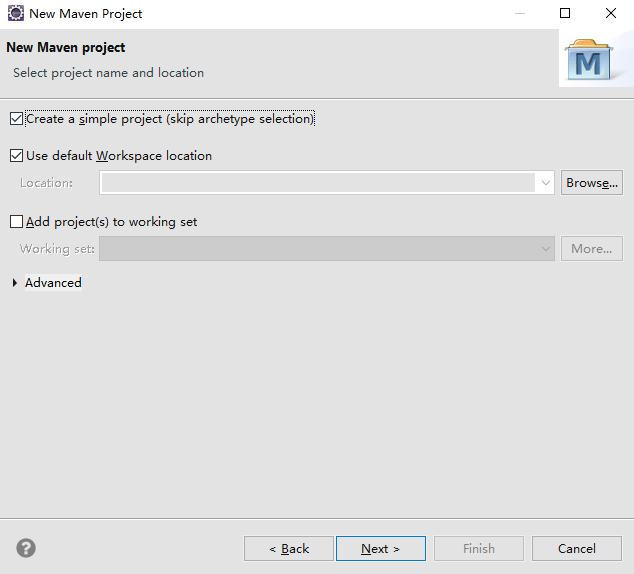 New Maven Project
New Maven project
Select project name and location
M
Create a simple project (skip archetype selection)
Use default Workspace location
Location:
Browse...
Add project(s) to working set
Working set:
More...
Advanced
?
< Back
Next >
Finish
Cancel